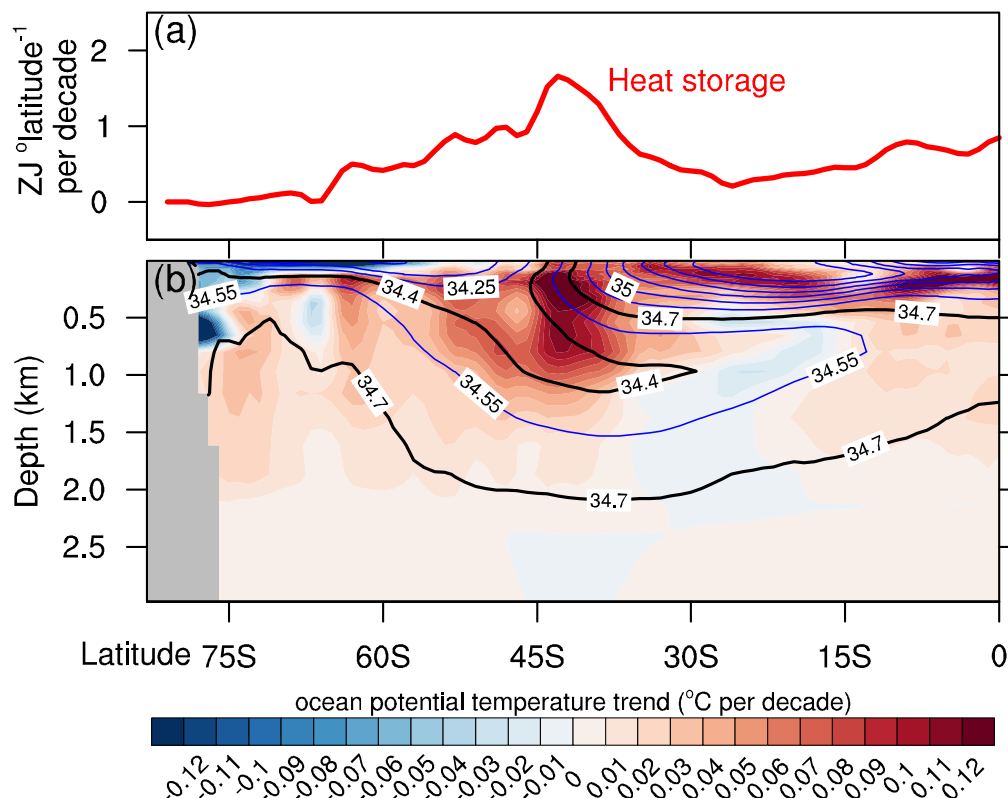 (a)
2
1
0
ZJ °latitude⁻¹
per decade
Heat storage
(b)
34.55
34.4
34.25
35
34.7
34.7
34.4
34.55
34.55
34.7
34.7
34.7
0.5
1.0
1.5
2.0
2.5
Depth (km)
Latitude 75S 60S 45S 30S 15S 0
ocean potential temperature trend (°C per decade)
-0.12 -0.11 -0.1 -0.09 -0.08 -0.07 -0.06 -0.05 -0.04 -0.03 -0.02 -0.01 0 0.01 0.02 0.03 0.04 0.05 0.06 0.07 0.08 0.09 0.1 0.11 0.12